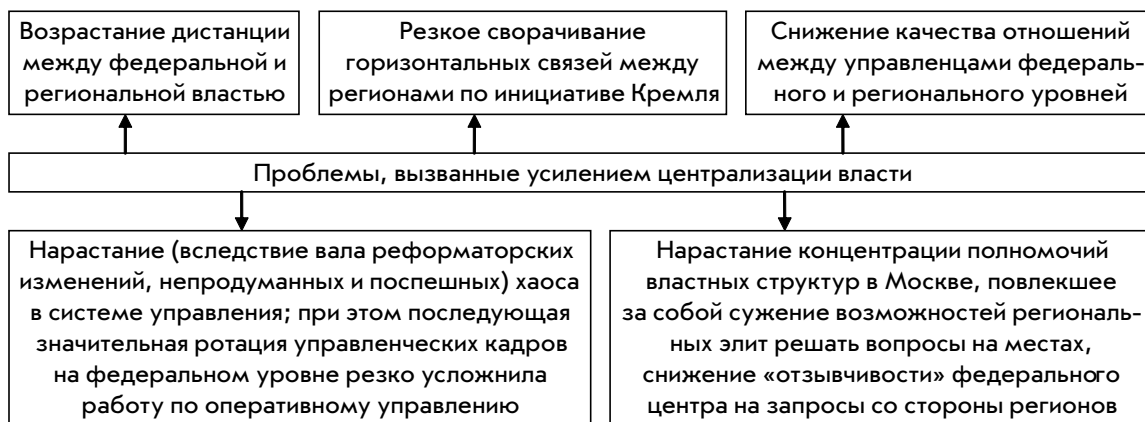 Возрастание дистанции
между федеральной и
региональной властью
Резкое сворачивание
горизонтальных связей между
регионами по инициативе Кремля
Снижение качества отношений
между управленцами федераль-
ного и регионального уровней
Проблемы, вызванные усилением централизации власти
Нарастание (вследствие вала реформаторских
изменений, непродуманных и поспешных) хаоса
в системе управления; при этом последующая
значительная ротация управленческих кадров
на федеральном уровне резко усложнила
работу по оперативному управлению
Нарастание концентрации полномочий
властных структур в Москве, повлекшее
за собой сужение возможностей региональ-
ных элит решать вопросы на местах,
снижение «отзывчивости» федерального
центра на запросы со стороны регионов